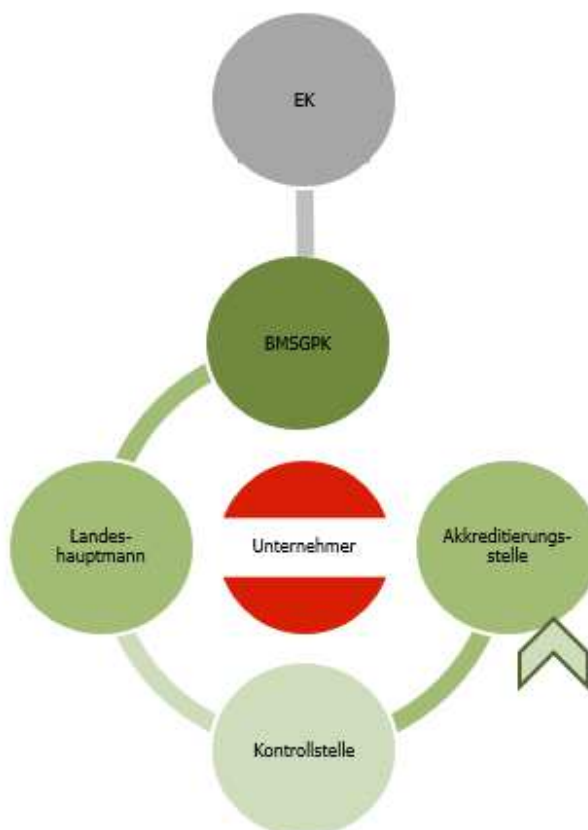 EK
BMSGPK
Landes-
hauptmann
Unternehmer
Akkreditierungs-
stelle
Kontrollstelle